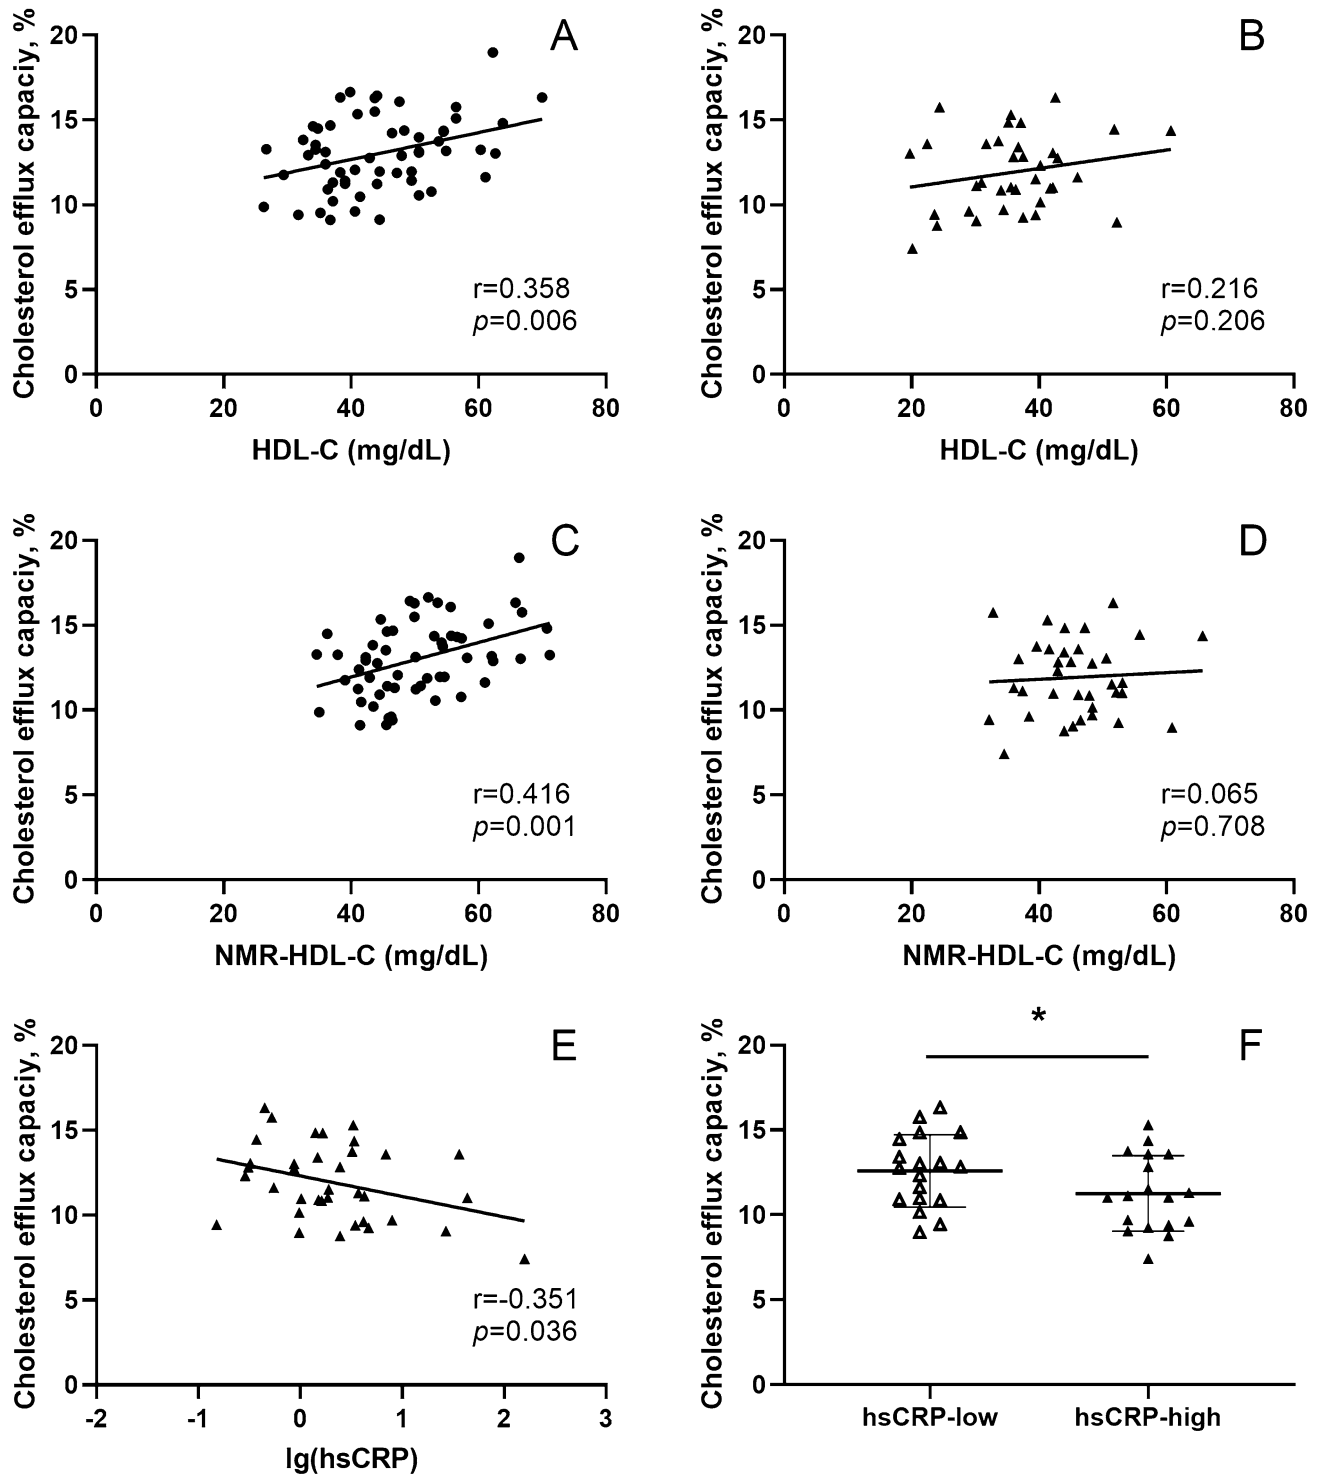 A
Cholesterol efflux capaciy, %
20
15
10
5
0
r=0.358
p=0.006
0 20 40 60 80
HDL-C (mg/dL)
B
Cholesterol efflux capaciy, %
20
15
10
5
0
r=0.216
p=0.206
0 20 40 60 80
HDL-C (mg/dL)
C
Cholesterol efflux capaciy, %
20
15
10
5
0
r=0.416
p=0.001
0 20 40 60 80
NMR-HDL-C (mg/dL)
D
Cholesterol efflux capaciy, %
20
15
10
5
0
r=0.065
p=0.708
0 20 40 60 80
NMR-HDL-C (mg/dL)
E
Cholesterol efflux capaciy, %
20
15
10
5
0
r=-0.351
p=0.036
-2 -1 0 1 2 3
lg(hsCRP)
F
Cholesterol efflux capaciy, %
*
20
15
10
5
0
hsCRP-low hsCRP-high